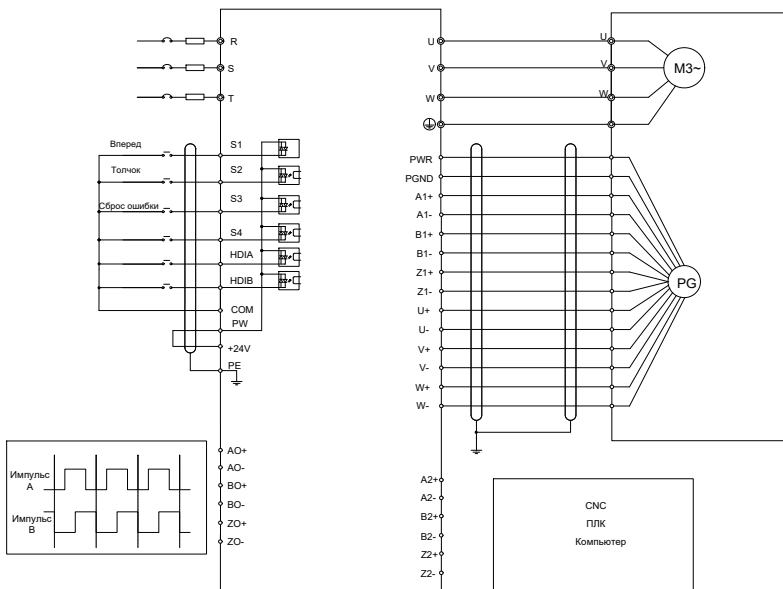 R
S
T
Вперед
Толчок
Сброс ошибки
S1
S2
S3
S4
HDIA
HDIB
COM
PW
+24V
PE
U
V
W
U
V
W
M3~
PWR
PGND
A1+
A1-
B1+
B1-
Z1+
Z1-
U+
U-
V+
V-
W+
W-
PG
Импульс
A
Импульс
B
AO+
AO-
BO+
BO-
ZO+
ZO-
A2+
A2-
B2+
B2-
Z2+
Z2-
CNC
ПЛК
Компьютер